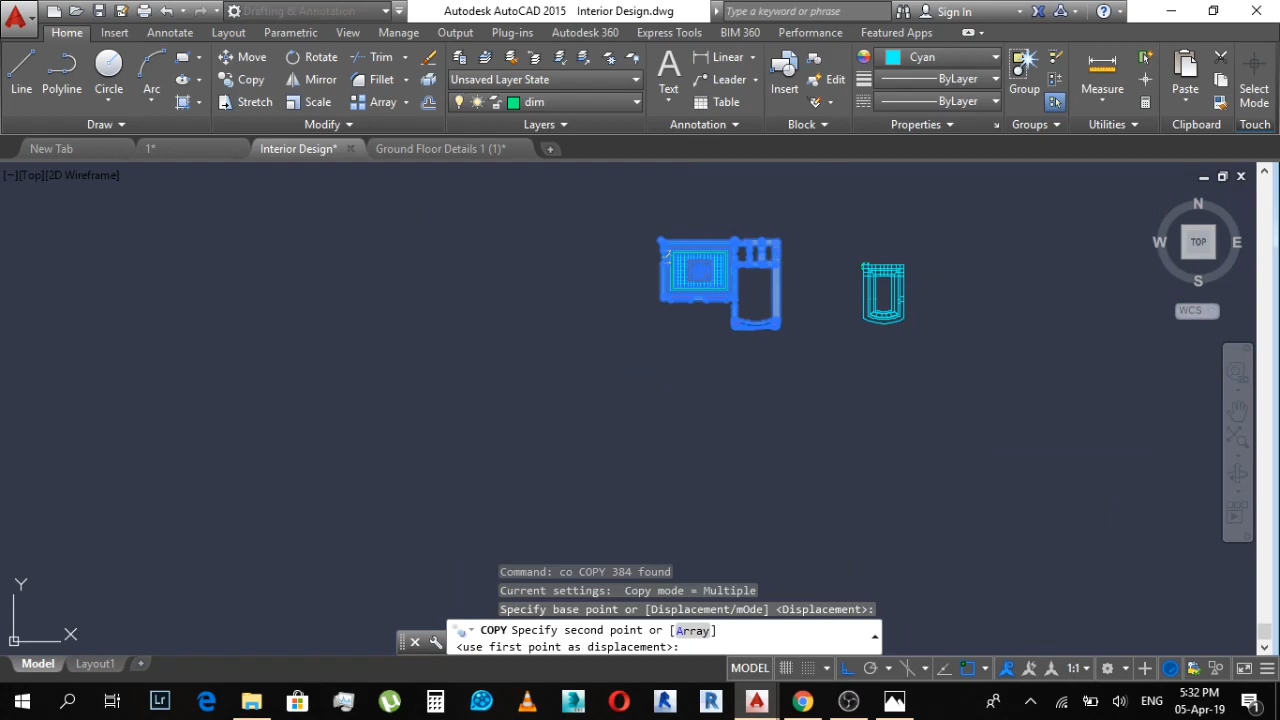 Drafting & Annotation
Autodesk AutoCAD 2015 Interior Design.dwg
Type a keyword or phrase
Sign In
Home Insert Annotate Layout Parametric View Manage Output Plug-ins Autodesk 360 Express Tools BIM 360 Performance Featured Apps
Line
Polyline
Circle
Arc
Draw
Move
Rotate
Trim
Copy
Mirror
Fillet
Stretch
Scale
Array
Modify
Unsaved Layer State
dim
Layers
Text
Linear
Leader
Table
Annotation
Insert
Edit
Block
Cyan
ByLayer
ByLayer
Properties
Group
Groups
Measure
Utilities
Paste
Clipboard
Select
Mode
Touch
New Tab
1*
Interior Design*
Ground Floor Details 1 (1)*
[−][Top][2D Wireframe]
N
W TOP E
S
WCS
Y
X
Command: co COPY 384 found
Current settings: Copy mode = Multiple
Specify base point or [Displacement/mOde] <Displacement>:
COPY Specify second point or [Array]
<use first point as displacement>:
Model
Layout1
MODEL
1:1
Lr
ENG
5:32 PM
05-Apr-19
1